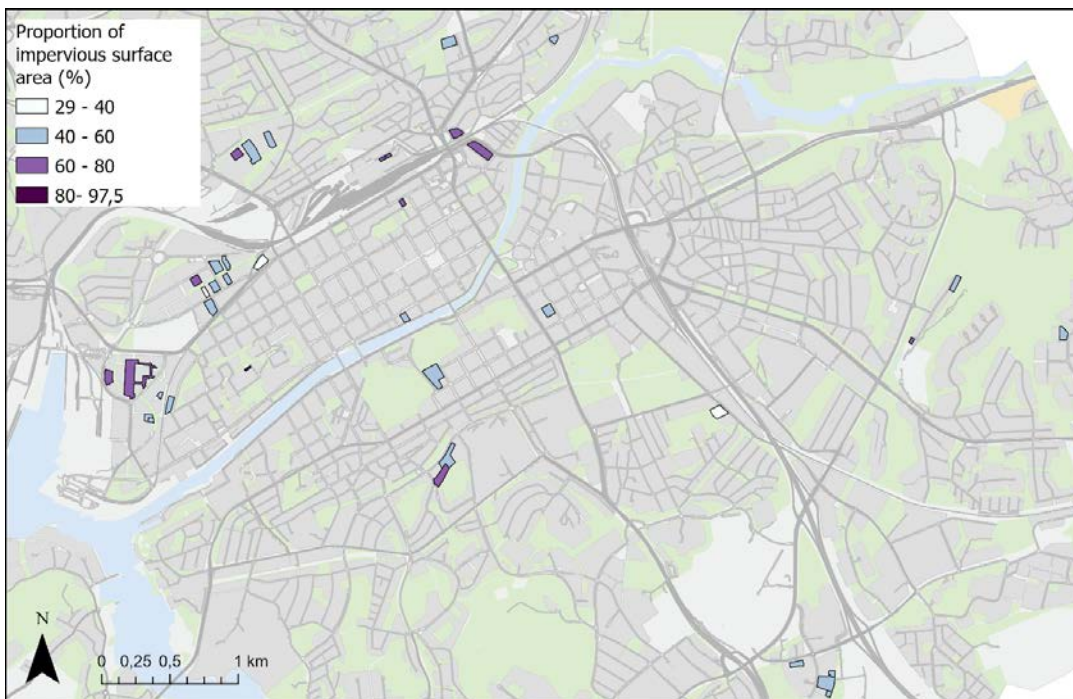 Proportion of
impervious surface
area (%)
29 - 40
40 - 60
60 - 80
80- 97,5
N
0 0,25 0,5 1 km